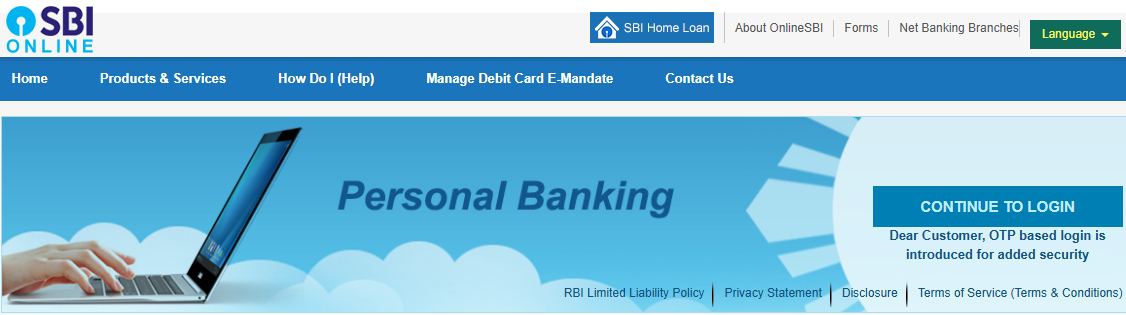 SBI
ONLINE
SBI Home Loan
About OnlineSBI
Forms
Net Banking Branches
Language
Home
Products & Services
How Do I (Help)
Manage Debit Card E-Mandate
Contact Us
Personal Banking
CONTINUE TO LOGIN
Dear Customer, OTP based login is
introduced for added security
RBI Limited Liability Policy
Privacy Statement
Disclosure
Terms of Service (Terms & Conditions)